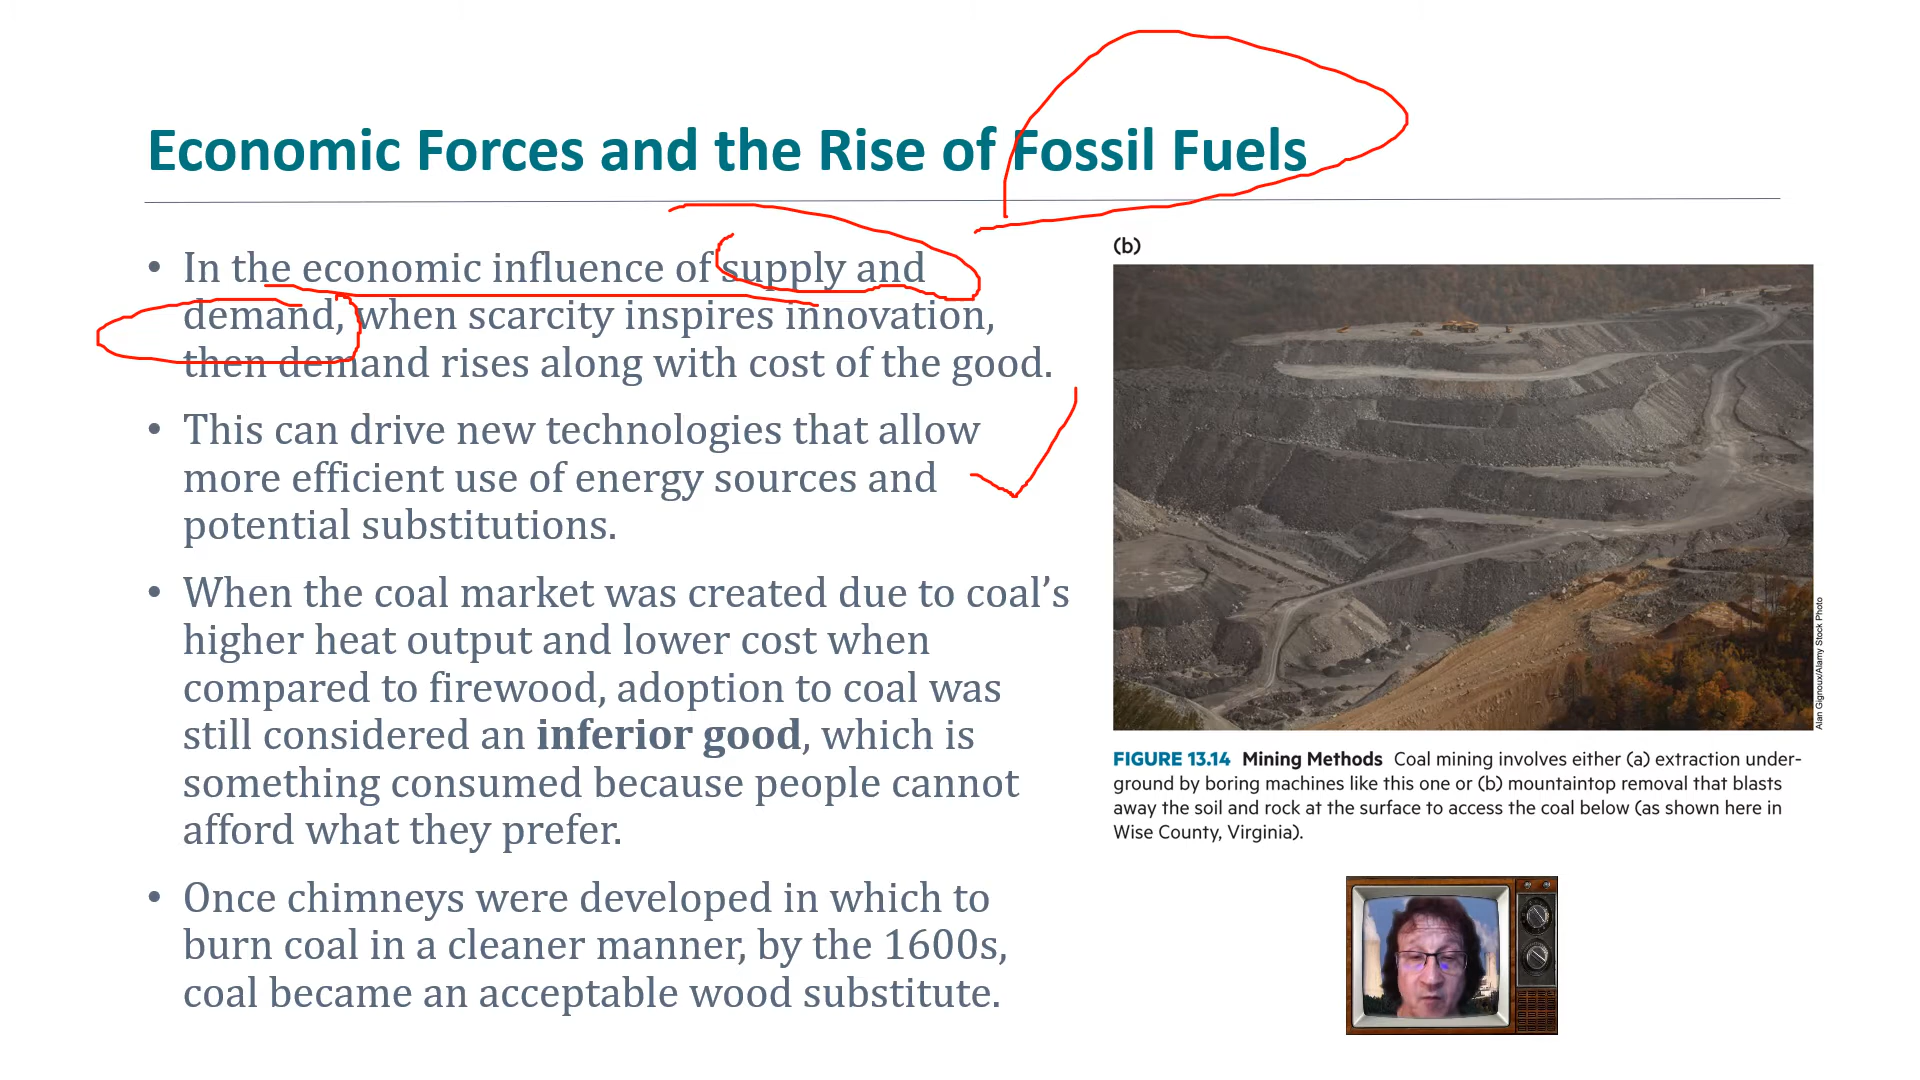 Economic Forces and the Rise of Fossil Fuels
• In the economic influence of supply and
demand, when scarcity inspires innovation,
then demand rises along with cost of the good.
• This can drive new technologies that allow
more efficient use of energy sources and
potential substitutions.
• When the coal market was created due to coal’s
higher heat output and lower cost when
compared to firewood, adoption to coal was
still considered an inferior good, which is
something consumed because people cannot
afford what they prefer.
• Once chimneys were developed in which to
burn coal in a cleaner manner, by the 1600s,
coal became an acceptable wood substitute.
(b)
Alan Gignoux/Alamy Stock Photo
FIGURE 13.14 Mining Methods Coal mining involves either (a) extraction under-
ground by boring machines like this one or (b) mountaintop removal that blasts
away the soil and rock at the surface to access the coal below (as shown here in
Wise County, Virginia).